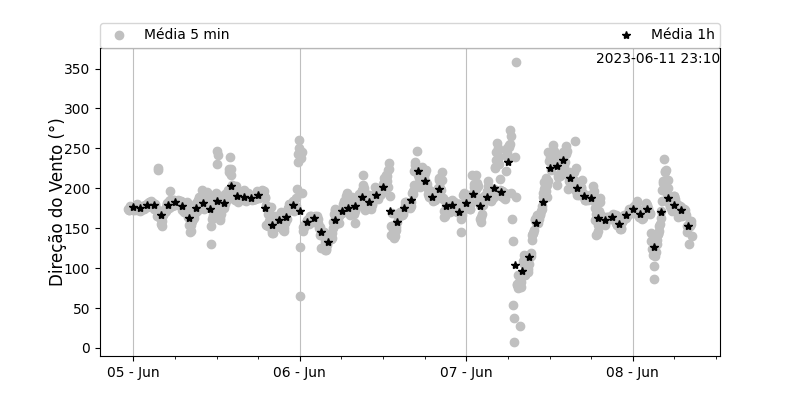 Média 5 min
Média 1h
2023-06-11 23:10
Direção do Vento (°)
350
300
250
200
150
100
50
0
05 - Jun
06 - Jun
07 - Jun
08 - Jun